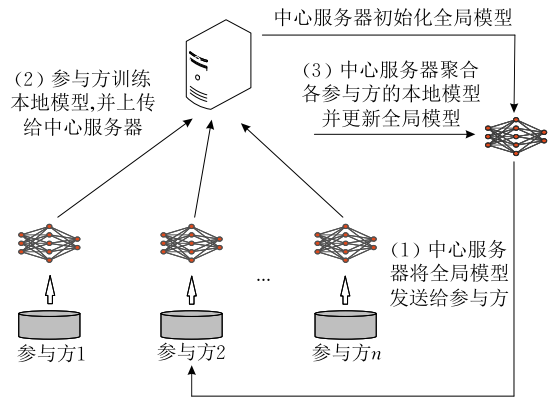 中心服务器初始化全局模型
(2) 参与方训练
本地模型,并上传
给中心服务器
(3) 中心服务器聚合
各参与方的本地模型
并更新全局模型
(1) 中心服务
器将全局模型
发送给参与方
...
参与方1
参与方2
参与方n